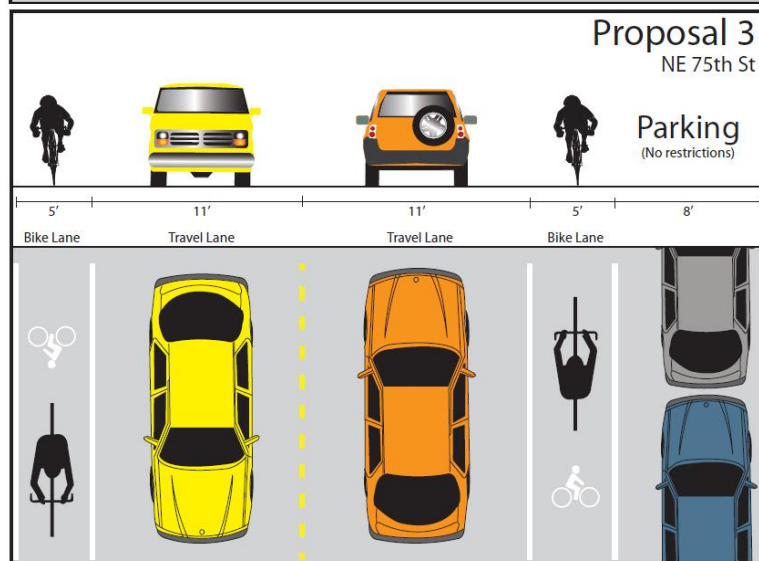 Proposal 3
NE 75th St
Parking
(No restrictions)
5’ 11’ 11’ 5’ 8’
Bike Lane Travel Lane Travel Lane Bike Lane